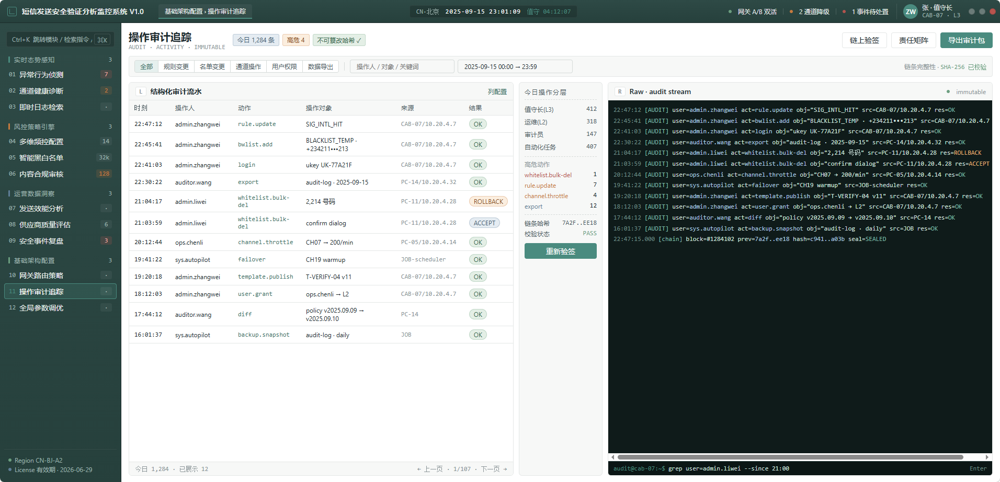 短信发送安全验证分析监控系统 V1.0
基础架构配置 › 操作审计追踪
CN·北京 2025-09-15 23:01:09 值守 04:12:07
网关 A/B 双活
2 通道降级
1 事件待处置
ZW
张 · 值守长
CAB-07 · L3
Ctrl+K 跳转模块 / 检索指令 /
⌘K
实时态势感知 3
01 异常行为侦测 7
02 通道健康诊断 2
03 即时日志检索 ·
风控策略引擎 3
04 多维频控配置 14
05 智能黑白名单 32k
06 内容合规审核 128
运营数据洞察 3
07 发送效能分析 ·
08 供应商质量评估 6
09 安全事件复盘 3
基础架构配置 3
10 网关路由策略 ·
11 操作审计追踪 ·
12 全局参数调优 ·
Region CN-BJ-A2
License 有效期 · 2026-06-29
操作审计追踪
AUDIT · ACTIVITY · IMMUTABLE
今日 1,284 条
高危 4
不可篡改哈希 ✓
链上验签
责任矩阵
导出审计包
全部
规则变更
名单变更
通道操作
用户权限
数据导出
操作人 / 对象 / 关键词
2025-09-15 00:00 → 23:59
链条完整性 · SHA-256 已校验
L 结构化审计流水 列配置
时刻 操作人 动作 操作对象 来源 结果
22:47:12 admin.zhangwei rule.update SIG_INTL_HIT CAB-07/10.20.4.7 OK
22:45:41 admin.zhangwei bwlist.add BLACKLIST_TEMP · +234211•••213 CAB-07/10.20.4.7 OK
22:41:03 admin.zhangwei login ukey UK-77A21F CAB-07/10.20.4.7 OK
22:30:22 auditor.wang export audit-log · 2025-09-15 PC-14/10.20.4.32 OK
21:04:17 admin.liwei whitelist.bulk-del 2,214 号码 PC-11/10.20.4.28 ROLLBACK
21:03:59 admin.liwei whitelist.bulk-del confirm dialog PC-11/10.20.4.28 ACCEPT
20:12:44 ops.chenli channel.throttle CH07 → 200/min PC-05/10.20.4.14 OK
19:41:22 sys.autopilot failover CH19 warmup JOB-scheduler OK
19:20:18 admin.zhangwei template.publish T-VERIFY-04 v11 CAB-07/10.20.4.7 OK
18:12:03 admin.zhangwei user.grant ops.chenli → L2 CAB-07/10.20.4.7 OK
17:44:12 auditor.wang diff policy v2025.09.09 → v2025.09.10 PC-14 OK
16:01:37 sys.autopilot backup.snapshot audit-log · daily JOB OK
今日 1,284 · 已展示 12
← 上一页 · 1/107 · 下一页 →
今日操作分层
值守长(L3) 412
运维(L2) 318
审计员 147
自动化任务 407
高危动作
whitelist.bulk-del 1
rule.update 7
channel.throttle 4
export 12
链条哈希 7A2F..EE18
校验状态 PASS
重新验签
R Raw · audit stream immutable
22:47:12 [AUDIT] user=admin.zhangwei act=rule.update obj="SIG_INTL_HIT" src=CAB-07/10.20.4.7 res=OK
22:45:41 [AUDIT] user=admin.zhangwei act=bwlist.add obj="BLACKLIST_TEMP · +234211•••213" src=CAB-07/10.20.4.7
22:41:03 [AUDIT] user=admin.zhangwei act=login obj="ukey UK-77A21F" src=CAB-07/10.20.4.7 res=OK
22:30:22 [AUDIT] user=auditor.wang act=export obj="audit-log · 2025-09-15" src=PC-14/10.20.4.32 res=OK
21:04:17 [AUDIT] user=admin.liwei act=whitelist.bulk-del obj="2,214 号码" src=PC-11/10.20.4.28 res=ROLLBACK
21:03:59 [AUDIT] user=admin.liwei act=whitelist.bulk-del obj="confirm dialog" src=PC-11/10.20.4.28 res=ACCEPT
20:12:44 [AUDIT] user=ops.chenli act=channel.throttle obj="CH07 → 200/min" src=PC-05/10.20.4.14 res=OK
19:41:22 [AUDIT] user=sys.autopilot act=failover obj="CH19 warmup" src=JOB-scheduler res=OK
19:20:18 [AUDIT] user=admin.zhangwei act=template.publish obj="T-VERIFY-04 v11" src=CAB-07/10.20.4.7 res=OK
18:12:03 [AUDIT] user=admin.zhangwei act=user.grant obj="ops.chenli → L2" src=CAB-07/10.20.4.7 res=OK
17:44:12 [AUDIT] user=auditor.wang act=diff obj="policy v2025.09.09 → v2025.09.10" src=PC-14 res=OK
16:01:37 [AUDIT] user=sys.autopilot act=backup.snapshot obj="audit-log · daily" src=JOB res=OK
22:47:15.000 [chain] block=#1284102 prev=7a2f..ee18 hash=c941..a03b seal=SEALED
audit@cab-07:~$ grep user=admin.liwei --since 21:00 Enter